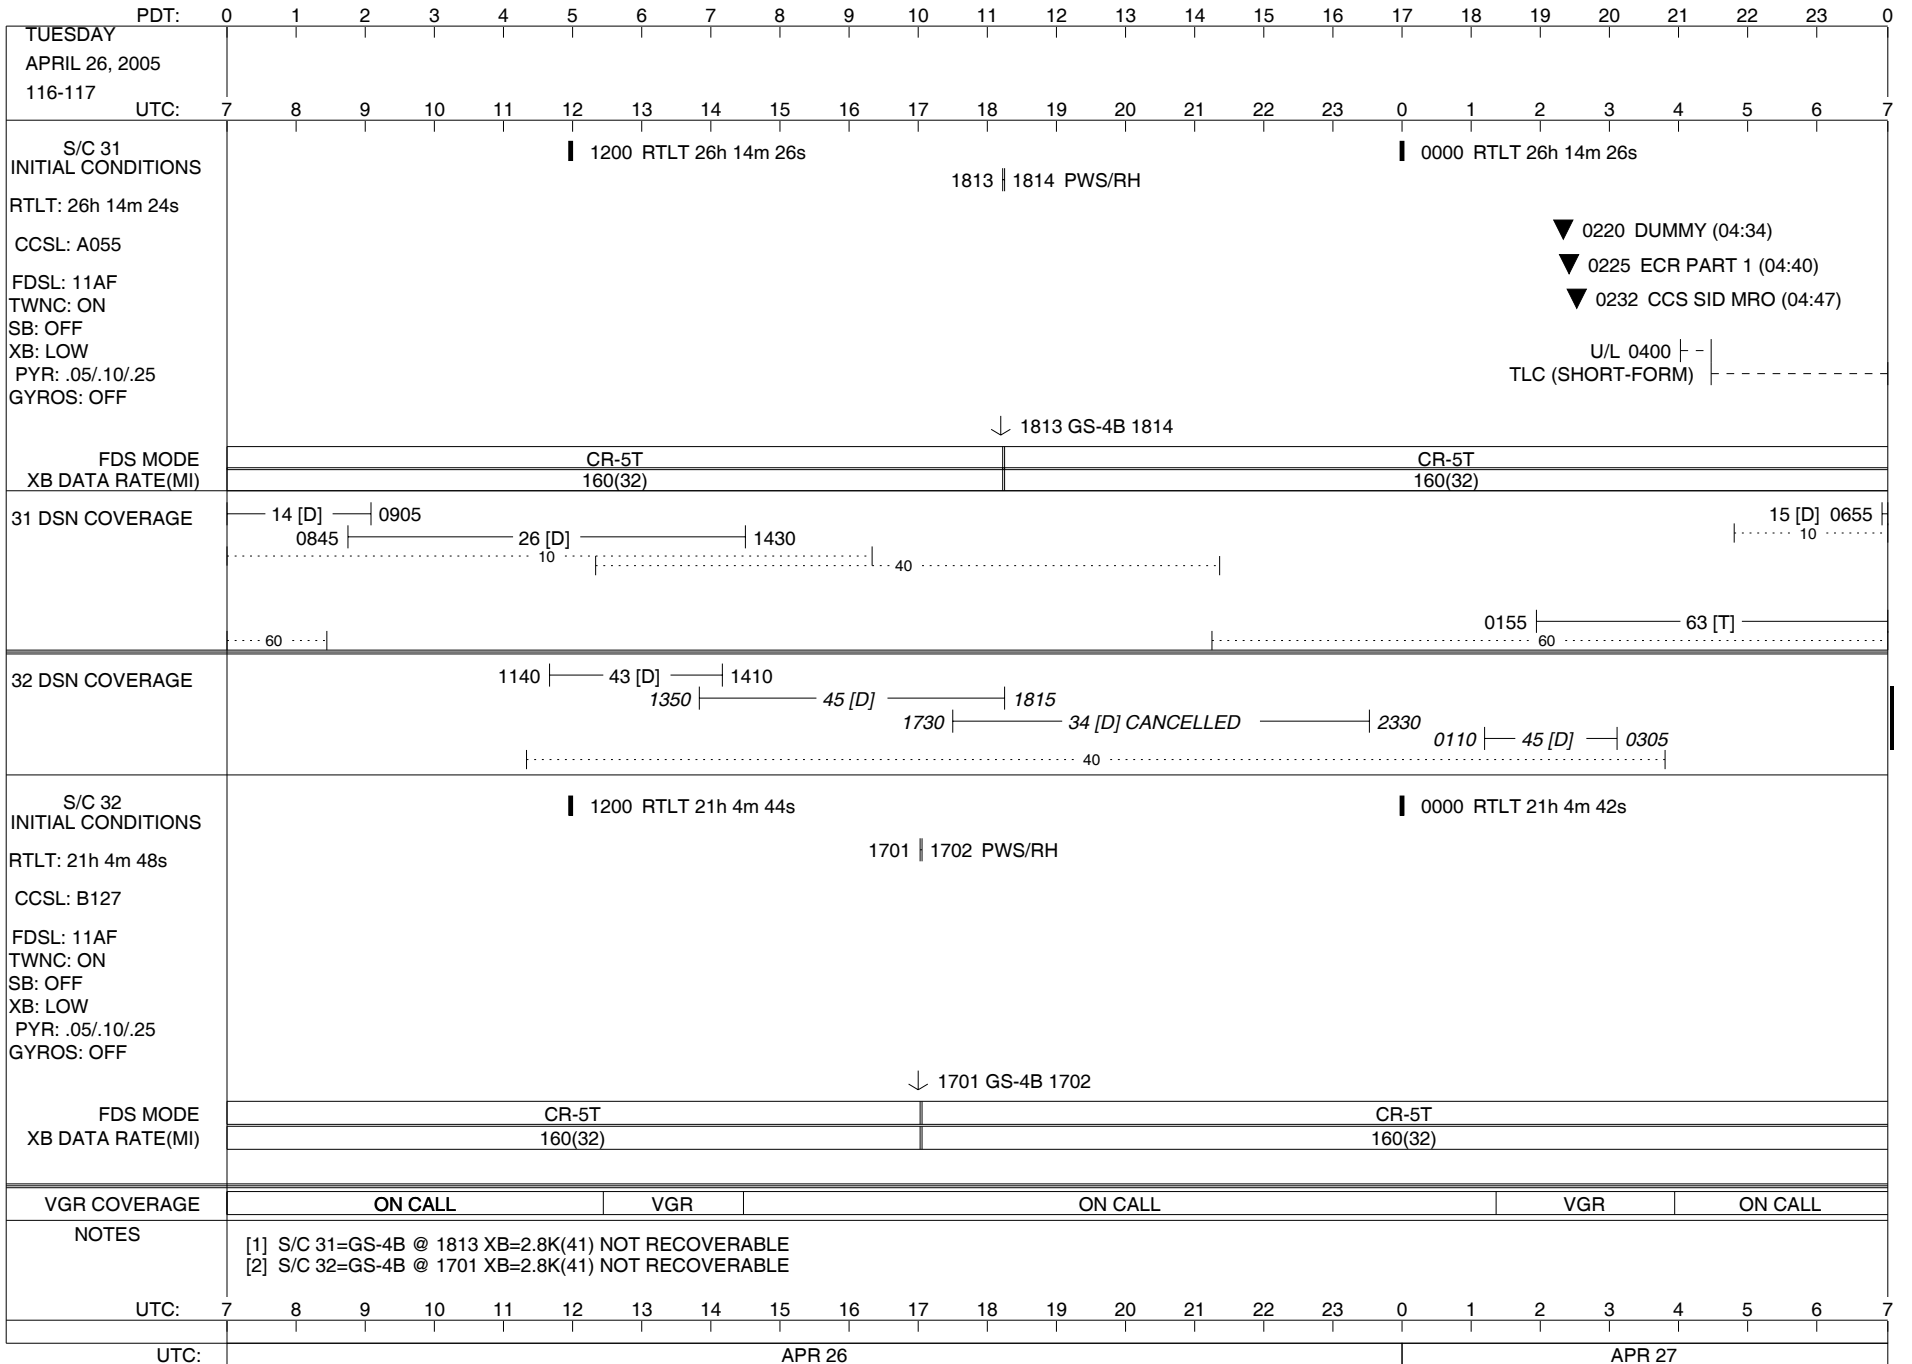 PDT: 0 1 2 3 4 5 6 7 8 9 10 11 12 13 14 15 16 17 18 19 20 21 22 23 0
TUESDAY
APRIL 26, 2005
116-117
UTC: 7 8 9 10 11 12 13 14 15 16 17 18 19 20 21 22 23 0 1 2 3 4 5 6 7
S/C 31
INITIAL CONDITIONS
RTLT: 26h 14m 24s
CCSL: A055
FDSL: 11AF
TWNC: ON
SB: OFF
XB: LOW
PYR: .05/.10/.25
GYROS: OFF
1200 RTLT 26h 14m 26s
0000 RTLT 26h 14m 26s
1813 1814 PWS/RH
0220 DUMMY (04:34)
0225 ECR PART 1 (04:40)
0232 CCS SID MRO (04:47)
U/L 0400
TLC (SHORT-FORM)
1813 GS-4B 1814
FDS MODE CR-5T CR-5T
XB DATA RATE(MI) 160(32) 160(32)
31 DSN COVERAGE
14 [D] 0905
15 [D] 0655
0845 26 [D] 1430
10
10
40
0155 63 [T]
60
60
32 DSN COVERAGE
1140 43 [D] 1410
1350 45 [D] 1815
1730 34 [D] CANCELLED 2330
0110 45 [D] 0305
40
S/C 32
INITIAL CONDITIONS
RTLT: 21h 4m 48s
CCSL: B127
FDSL: 11AF
TWNC: ON
SB: OFF
XB: LOW
PYR: .05/.10/.25
GYROS: OFF
1200 RTLT 21h 4m 44s
0000 RTLT 21h 4m 42s
1701 1702 PWS/RH
1701 GS-4B 1702
FDS MODE CR-5T CR-5T
XB DATA RATE(MI) 160(32) 160(32)
VGR COVERAGE ON CALL VGR ON CALL VGR ON CALL
NOTES
[1] S/C 31=GS-4B @ 1813 XB=2.8K(41) NOT RECOVERABLE
[2] S/C 32=GS-4B @ 1701 XB=2.8K(41) NOT RECOVERABLE
UTC: 7 8 9 10 11 12 13 14 15 16 17 18 19 20 21 22 23 0 1 2 3 4 5 6 7
UTC: APR 26 APR 27